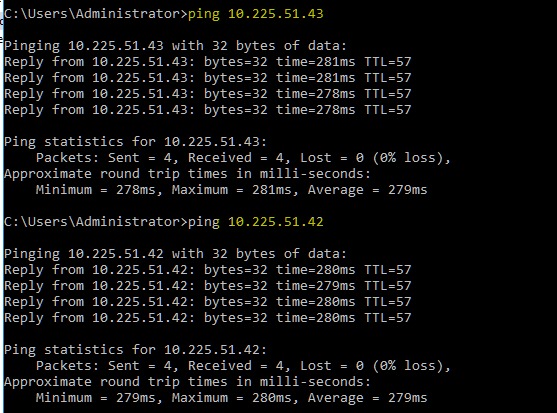 C:\Users\Administrator>ping 10.225.51.43
Pinging 10.225.51.43 with 32 bytes of data:
Reply from 10.225.51.43: bytes=32 time=281ms TTL=57
Reply from 10.225.51.43: bytes=32 time=281ms TTL=57
Reply from 10.225.51.43: bytes=32 time=278ms TTL=57
Reply from 10.225.51.43: bytes=32 time=278ms TTL=57
Ping statistics for 10.225.51.43:
Packets: Sent = 4, Received = 4, Lost = 0 (0% loss),
Approximate round trip times in milli-seconds:
Minimum = 278ms, Maximum = 281ms, Average = 279ms
C:\Users\Administrator>ping 10.225.51.42
Pinging 10.225.51.42 with 32 bytes of data:
Reply from 10.225.51.42: bytes=32 time=280ms TTL=57
Reply from 10.225.51.42: bytes=32 time=279ms TTL=57
Reply from 10.225.51.42: bytes=32 time=280ms TTL=57
Reply from 10.225.51.42: bytes=32 time=280ms TTL=57
Ping statistics for 10.225.51.42:
Packets: Sent = 4, Received = 4, Lost = 0 (0% loss),
Approximate round trip times in milli-seconds:
Minimum = 279ms, Maximum = 280ms, Average = 279ms